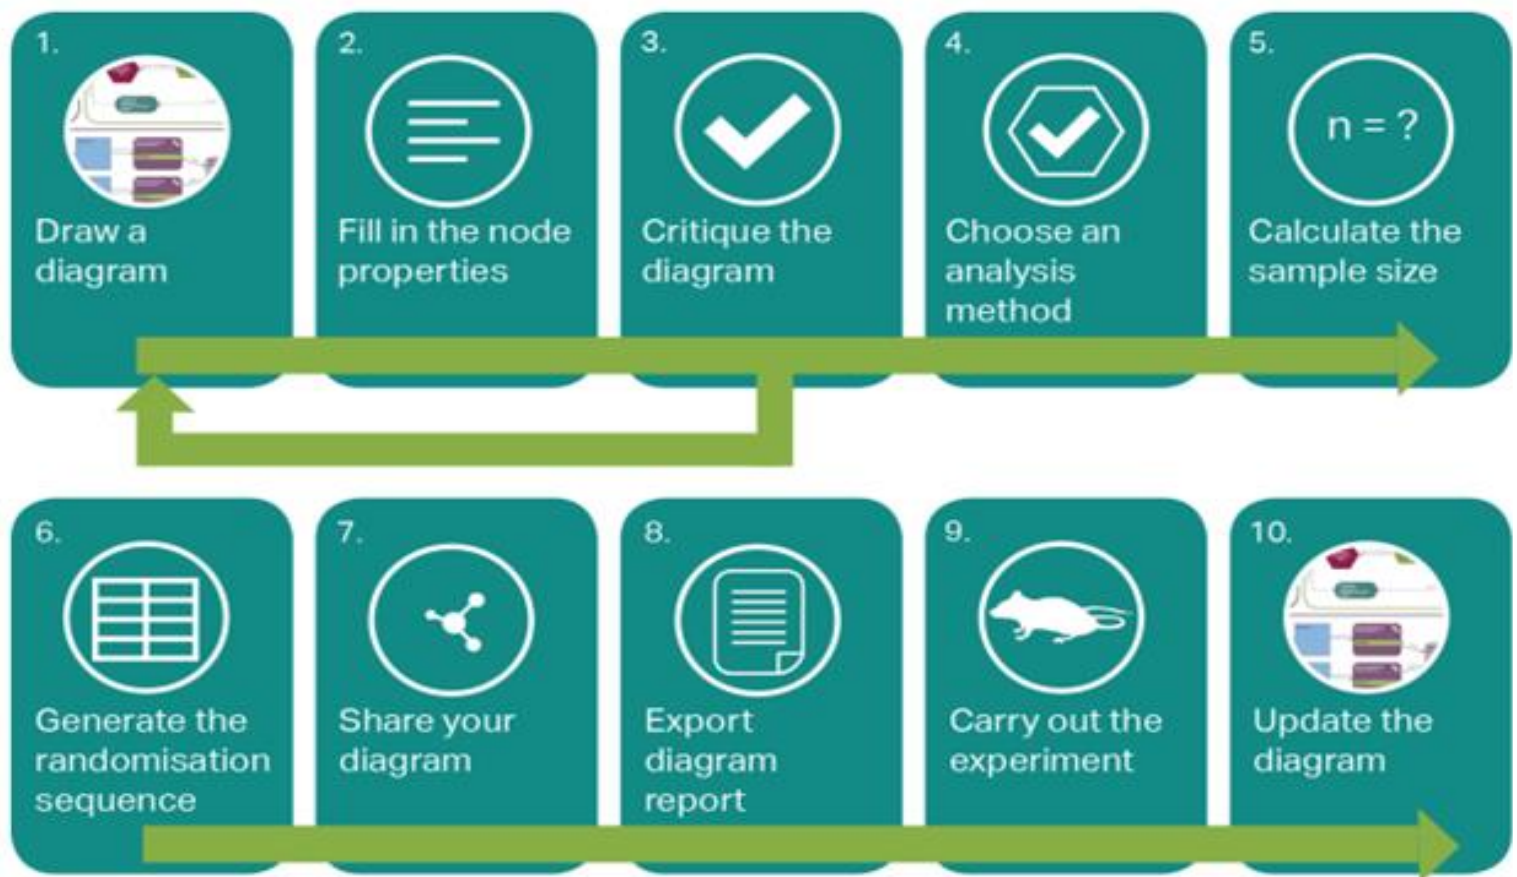 1.
Draw a
diagram
2.
Fill in the node
properties
3.
Critique the
diagram
4.
Choose an
analysis
method
5.
n = ?
Calculate the
sample size
6.
Generate the
randomisation
sequence
7.
Share your
diagram
8.
Export
diagram
report
9.
Carry out the
experiment
10.
Update the
diagram